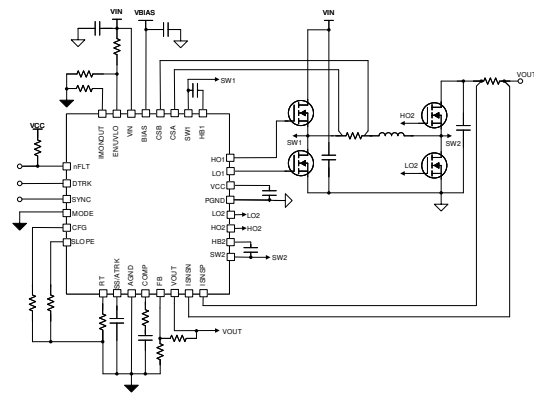 VIN
VBIAS
VIN
SW1
VOUT
IMONOUT
EN/UVLO
VIN
BIAS
CSB
CSA
SW1
HB1
HO2
SW1
SW2
VCC
nFLT
DTRK
SYNC
MODE
CFG
SLOPE
HO1
LO1
VCC
PGND
LO2
LO2
LO2
HO2
HO2
HB2
SW2
SW2
RT
SS/ATRK
AGND
COMP
FB
VOUT
ISNSN
ISNSP
VOUT